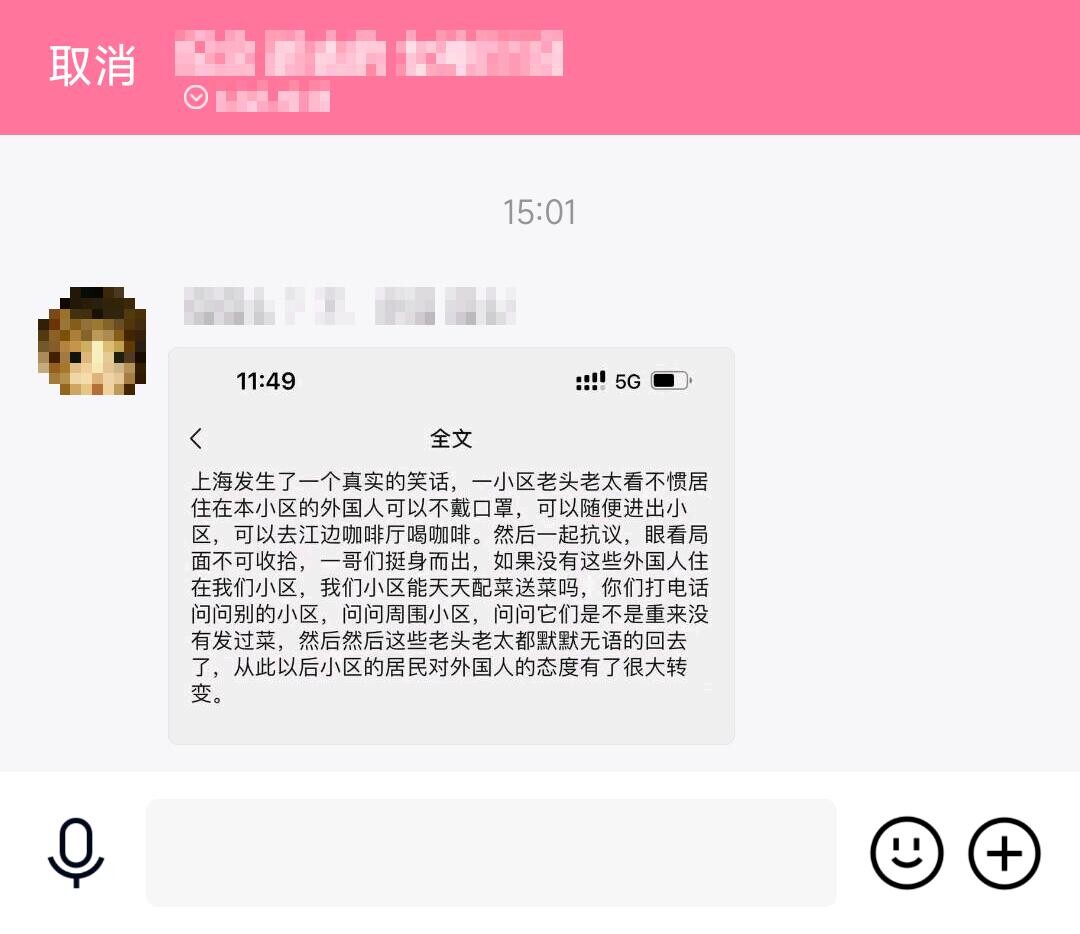 取消
15:01
11:49
5G
全文
上海发生了一个真实的笑话，一小区老头老太看不惯居
住在本小区的外国人可以不戴口罩，可以随便进出小
区，可以去江边咖啡厅喝咖啡。然后一起抗议，眼看局
面不可收拾，一哥们挺身而出，如果没有这些外国人住
在我们小区，我们小区能天天配菜送菜吗，你们打电话
问问别的小区，问问周围小区，问问它们是不是重来没
有发过菜，然后然后这些老头老太都默默无语的回去
了，从此以后小区的居民对外国人的态度有了很大转
变。